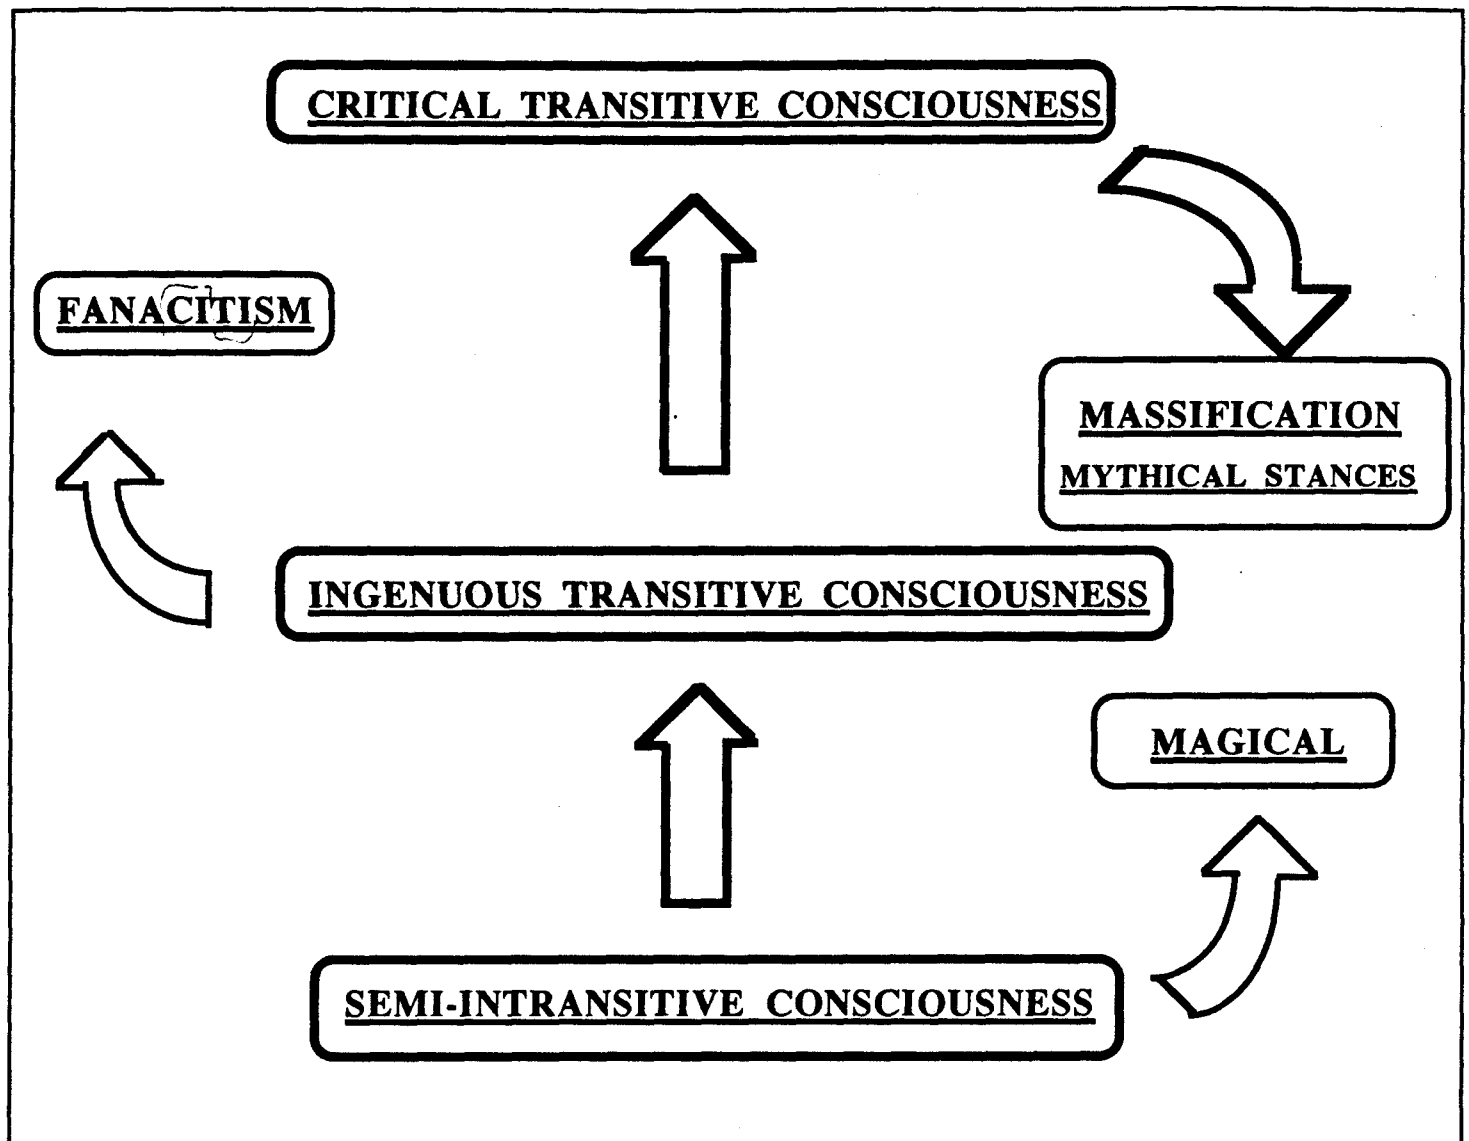 CRITICAL TRANSITIVE CONSCIOUSNESS
FANACITISM
MASSIFICATION
MYTHICAL STANCES
INGENUOUS TRANSITIVE CONSCIOUSNESS
MAGICAL
SEMI-INTRANSITIVE CONSCIOUSNESS